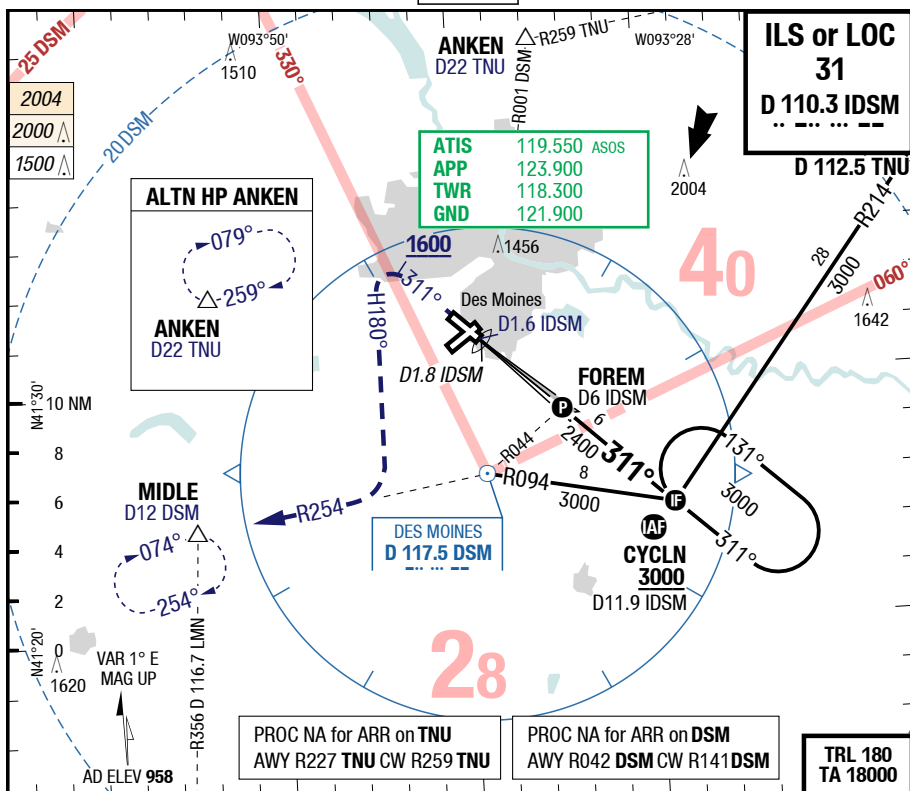 25 DSM
W093°50'
330°
1510
20 DSM
2004
2000
1500
ANKEN
D22 TNU
R259 TNU
R001 DSM
W093°28'
ILS or LOC
31
D 110.3 IDSM
D 112.5 TNU
ATIS 119.550 ASOS
APP 123.900
TWR 118.300
GND 121.900
2004
ALTN HP ANKEN
079°
259°
ANKEN
D22 TNU
1600
1456
40
R214
28
3000
060°
1642
311°
H180°
Des Moines
D1.6 IDSM
D1.8 IDSM
FOREM
D6 IDSM
P
6
2400
311°
N41°30'
10 NM
8
6
4
2
0
N41°20'
R044
R094
8
3000
131°
3000
311°
IF
IAF
CYCLN
3000
D11.9 IDSM
MIDLE
D12 DSM
074°
254°
R254
DES MOINES
D 117.5 DSM
R356 D 116.7 LMN
28
1620
VAR 1° E
MAG UP
AD ELEV 958
PROC NA for ARR on TNU
AWY R227 TNU CW R259 TNU
PROC NA for ARR on DSM
AWY R042 DSM CW R141 DSM
TRL 180
TA 18000